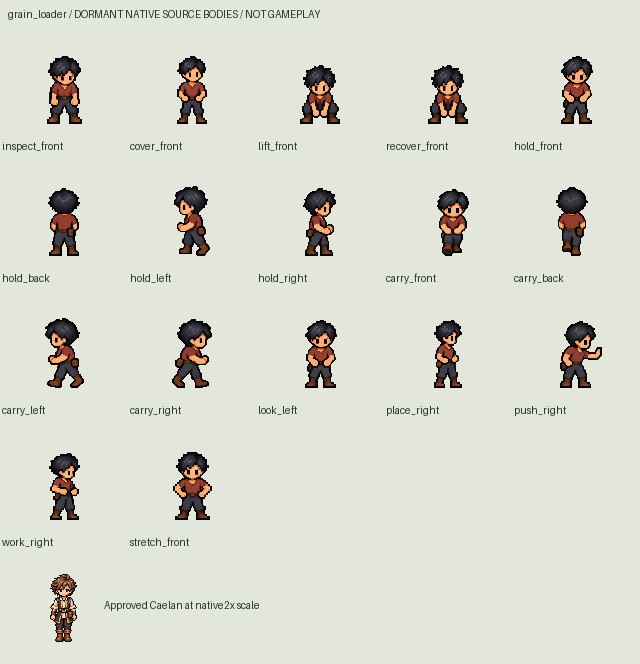 grain_loader / DORMANT NATIVE SOURCE BODIES / NOT GAMEPLAY
inspect_front cover_front lift_front recover_front hold_front
hold_back hold_left hold_right carry_front carry_back
carry_left carry_right look_left place_right push_right
work_right stretch_front
Approved Caelan at native2x scale